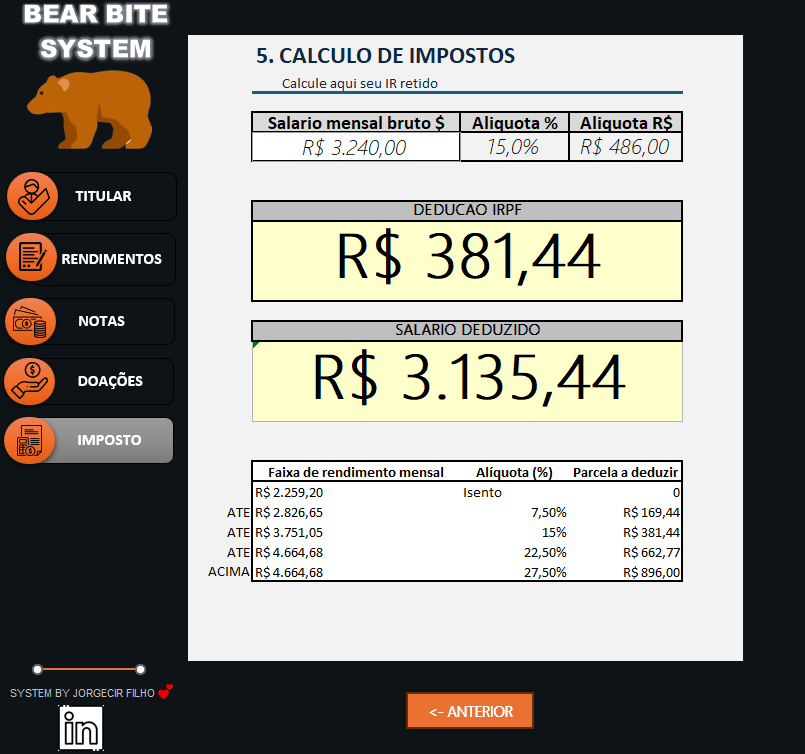 BEAR BITE
SYSTEM
TITULAR
RENDIMENTOS
NOTAS
DOAÇÕES
IMPOSTO
SYSTEM BY JORGECIR FILHO
in
5. CALCULO DE IMPOSTOS
Calcule aqui seu IR retido
Salario mensal bruto $ Aliquota % Aliquota R$
R$ 3.240,00 15,0% R$ 486,00
DEDUCAO IRPF
R$ 381,44
SALARIO DEDUZIDO
R$ 3.135,44
Faixa de rendimento mensal Alíquota (%) Parcela a deduzir
R$ 2.259,20 Isento 0
ATE R$ 2.826,65 7,50% R$ 169,44
ATE R$ 3.751,05 15% R$ 381,44
ATE R$ 4.664,68 22,50% R$ 662,77
ACIMA R$ 4.664,68 27,50% R$ 896,00
<- ANTERIOR